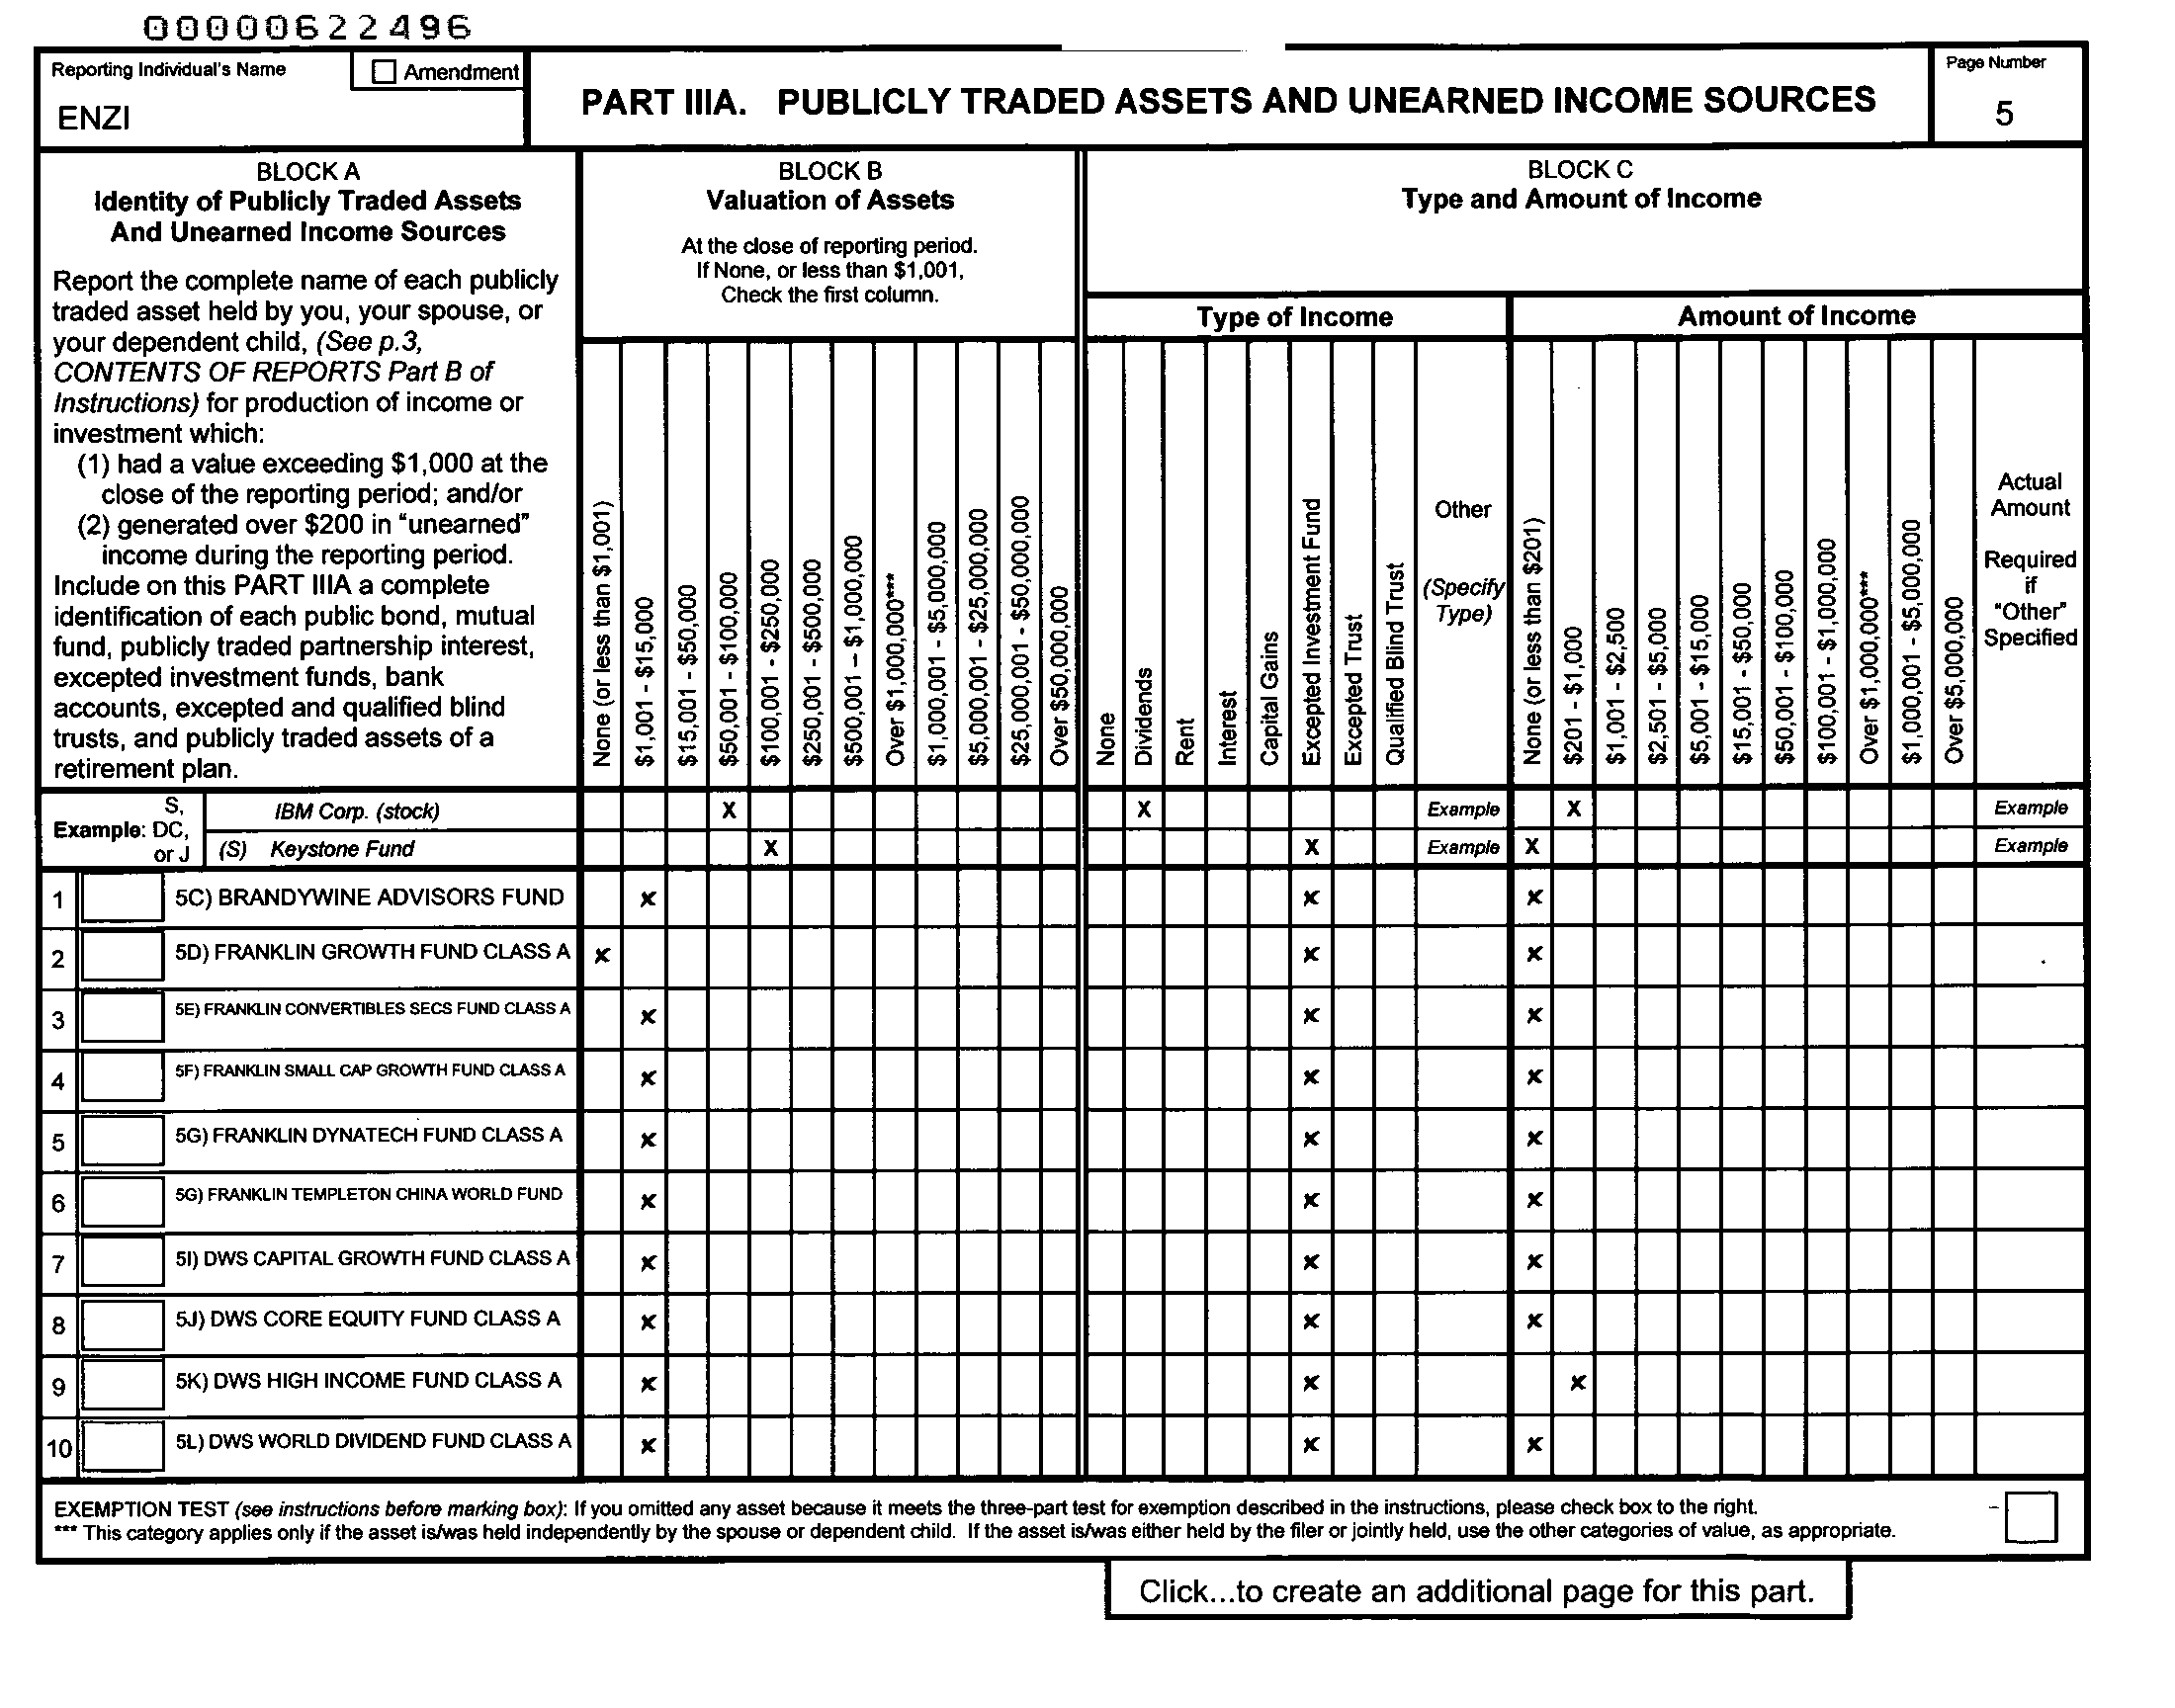 00000622496
Reporting Individual's Name
Amendment
ENZI
PART IIIA. PUBLICLY TRADED ASSETS AND UNEARNED INCOME SOURCES
Page Number
5
BLOCK A
Identity of Publicly Traded Assets
And Unearned Income Sources
Report the complete name of each publicly
traded asset held by you, your spouse, or
your dependent child, (See p.3,
CONTENTS OF REPORTS Part B of
Instructions) for production of income or
investment which:
(1) had a value exceeding $1,000 at the
close of the reporting period; and/or
(2) generated over $200 in "unearned"
income during the reporting period.
Include on this PART IIIA a complete
identification of each public bond, mutual
fund, publicly traded partnership interest,
excepted investment funds, bank
accounts, excepted and qualified blind
trusts, and publicly traded assets of a
retirement plan.
BLOCK B
Valuation of Assets
At the close of reporting period.
If None, or less than $1,001,
Check the first column.
None (or less than $1,001)
$1,001 - $15,000
$15,001 - $50,000
$50,001 - $100,000
$100,001 - $250,000
$250,001 - $500,000
$500,001 – $1,000,000
Over $1,000,000***
$1,000,001 - $5,000,000
$5,000,001 - $25,000,000
$25,000,001 - $50,000,000
Over $50,000,000
BLOCK C
Type and Amount of Income
Type of Income
None
Dividends
Rent
Interest
Capital Gains
Excepted Investment Fund
Excepted Trust
Qualified Blind Trust
Other
(Specify
Type)
Amount of Income
None (or less than $201)
$201 - $1,000
$1,001 - $2,500
$2,501 - $5,000
$5,001 - $15,000
$15,001 - $50,000
$50,001 - $100,000
$100,001 - $1,000,000
Over $1,000,000***
$1,000,001 - $5,000,000
Over $5,000,000
Actual
Amount
Required
if
"Other"
Specified
Example: S, DC, or J
IBM Corp. (stock) X X Example X Example
(S) Keystone Fund X X Example X Example
1 5C) BRANDYWINE ADVISORS FUND x x x
2 5D) FRANKLIN GROWTH FUND CLASS A x x x
3 5E) FRANKLIN CONVERTIBLES SECS FUND CLASS A x x x
4 5F) FRANKLIN SMALL CAP GROWTH FUND CLASS A x x x
5 5G) FRANKLIN DYNATECH FUND CLASS A x x x
6 5G) FRANKLIN TEMPLETON CHINA WORLD FUND x x x
7 5I) DWS CAPITAL GROWTH FUND CLASS A x x x
8 5J) DWS CORE EQUITY FUND CLASS A x x x
9 5K) DWS HIGH INCOME FUND CLASS A x x x
10 5L) DWS WORLD DIVIDEND FUND CLASS A x x x
EXEMPTION TEST (see instructions before marking box): If you omitted any asset because it meets the three-part test for exemption described in the instructions, please check box to the right.
*** This category applies only if the asset is/was held independently by the spouse or dependent child. If the asset is/was either held by the filer or jointly held, use the other categories of value, as appropriate.
Click...to create an additional page for this part.